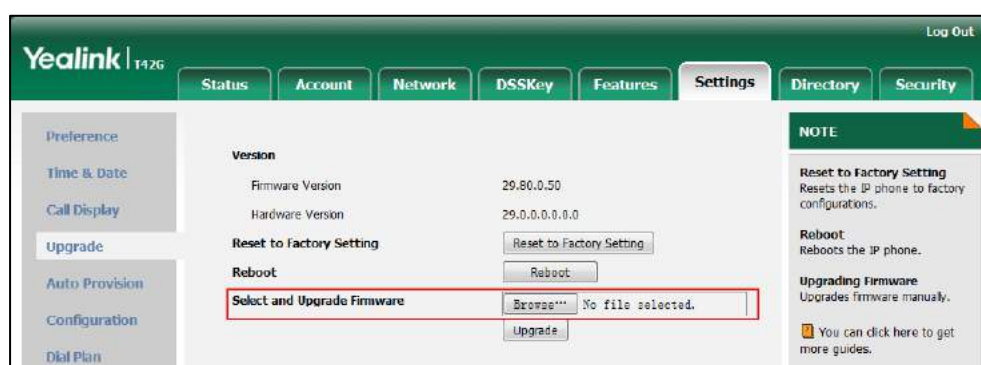 Log Out
Yealink | T42G
Status Account Network DSSKey Features Settings Directory Security
Preference
Time & Date
Call Display
Upgrade
Auto Provision
Configuration
Dial Plan
Version
Firmware Version 29.80.0.50
Hardware Version 29.0.0.0.0.0.0
Reset to Factory Setting Reset to Factory Setting
Reboot Reboot
Select and Upgrade Firmware Browse... No file selected.
Upgrade
NOTE
Reset to Factory Setting
Resets the IP phone to factory
configurations.
Reboot
Reboots the IP phone.
Upgrading Firmware
Upgrades firmware manually.
You can click here to get
more guides.